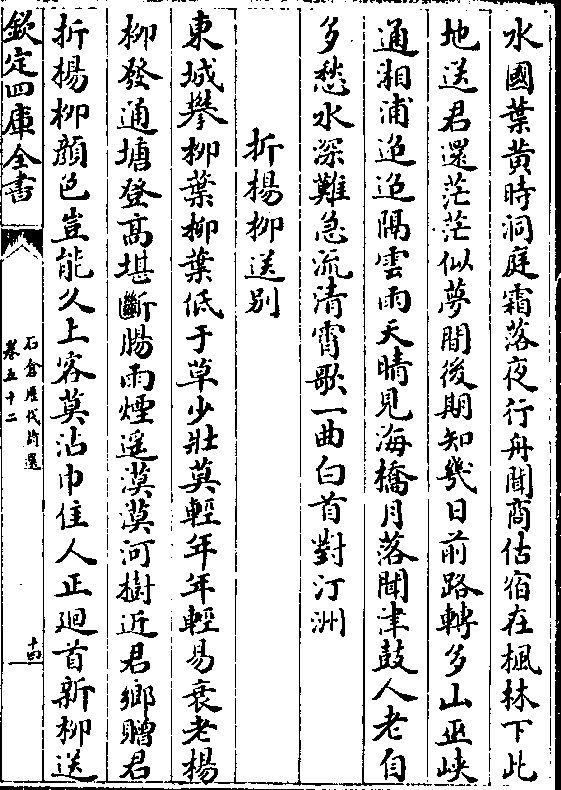 水國葉黃時洞庭霜落夜行舟聞商估宿在楓林下此
地送君還茫茫似夢間後期知幾日前路轉多山巫峽
通湘浦迢迢隔雲雨天晴見海橋月落聞津鼓人老自
多愁水深難急流清宵歌一曲白首對汀洲
折楊柳送別
東城攀柳葉柳葉低于草少壯莫輕年年輕易衰老楊
柳發通塘登髙堪斷腸雨煙遥漠漠河樹近君鄉贈君
折楊柳顔色豈能久上客莫沾巾佳人正廻首新柳送
欽定四庫全書
石倉歴代詩選
卷五十二
十四